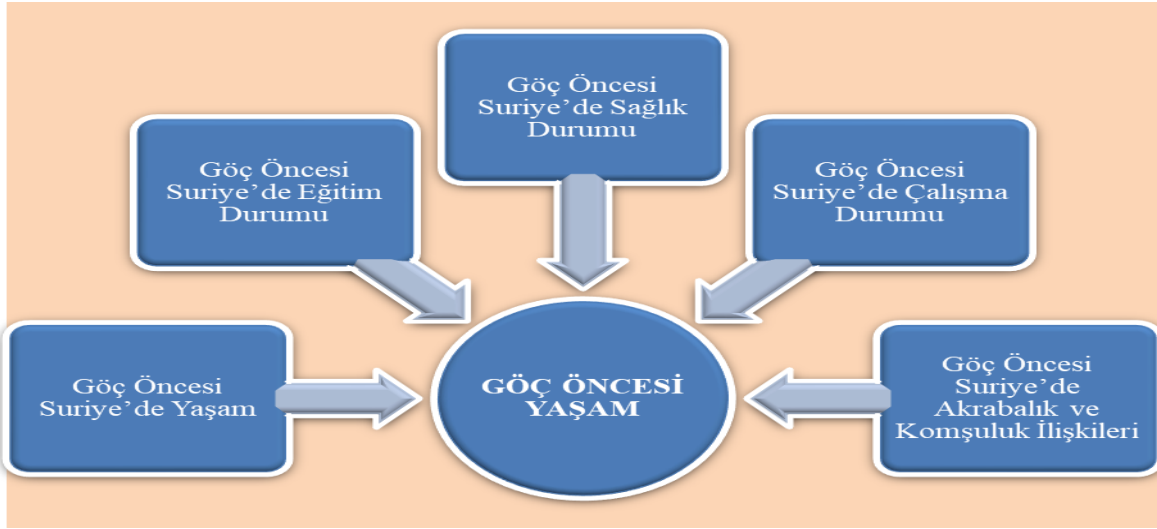 Göç Öncesi
Suriye’de Sağlık
Durumu
Göç Öncesi
Suriye’de Eğitim
Durumu
Göç Öncesi
Suriye’de Çalışma
Durumu
Göç Öncesi
Suriye’de Yaşam
GÖÇ ÖNCESİ
YAŞAM
Göç Öncesi
Suriye’de
Akrabalık ve
Komşuluk İlişkileri